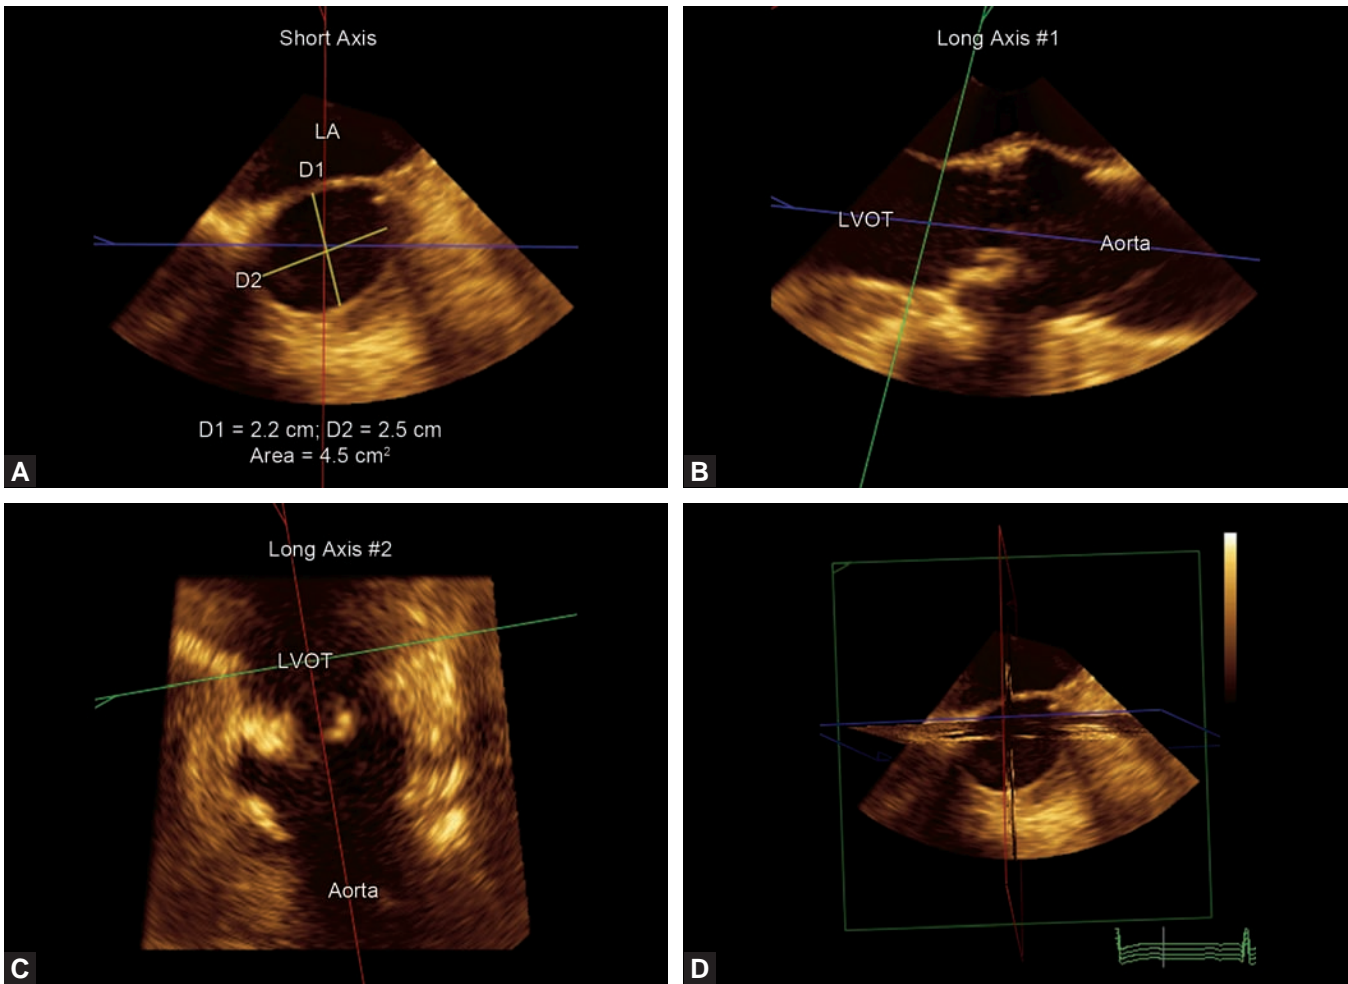 Short Axis
LA
D1
D2
D1 = 2.2 cm; D2 = 2.5 cm
Area = 4.5 cm²
A
Long Axis #1
LVOT
Aorta
B
Long Axis #2
LVOT
Aorta
C
D